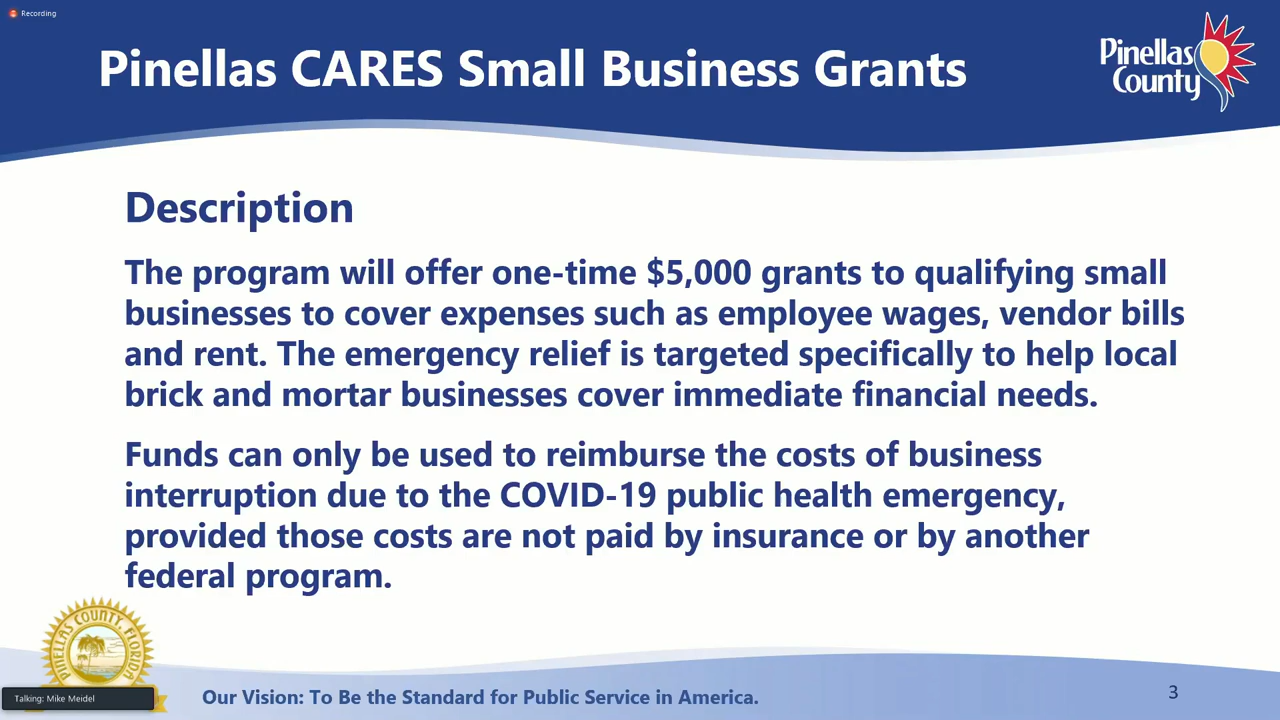 Recording
Pinellas CARES Small Business Grants
Pinellas
County
Description
The program will offer one-time $5,000 grants to qualifying small
businesses to cover expenses such as employee wages, vendor bills
and rent. The emergency relief is targeted specifically to help local
brick and mortar businesses cover immediate financial needs.
Funds can only be used to reimburse the costs of business
interruption due to the COVID-19 public health emergency,
provided those costs are not paid by insurance or by another
federal program.
PINELLAS COUNTY, FLORIDA
Talking: Mike Meidel
Our Vision: To Be the Standard for Public Service in America.
3